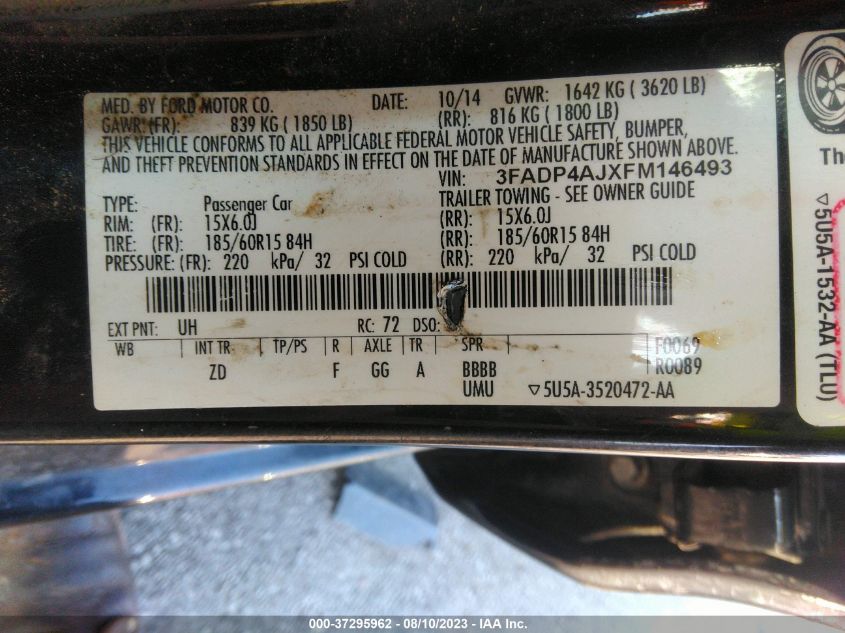 MFD. BY FORD MOTOR CO. DATE: 10/14 GVWR: 1642 KG ( 3620 LB)
GAWR: (FR): 839 KG ( 1850 LB) (RR): 816 KG ( 1800 LB)
THIS VEHICLE CONFORMS TO ALL APPLICABLE FEDERAL MOTOR VEHICLE SAFETY, BUMPER,
AND THEFT PREVENTION STANDARDS IN EFFECT ON THE DATE OF MANUFACTURE SHOWN ABOVE.
VIN: 3FADP4AJXFM146493
TYPE: Passenger Car TRAILER TOWING - SEE OWNER GUIDE
RIM: (FR): 15X6.0J (RR): 15X6.0J
TIRE: (FR): 185/60R15 84H (RR): 185/60R15 84H
PRESSURE: (FR): 220 kPa/ 32 PSI COLD (RR): 220 kPa/ 32 PSI COLD
EXT PNT: UH RC: 72 DSO:
WB INT TR TP/PS R AXLE TR SPR F0069
ZD F GG A BBBB R0089
UMU ▽5U5A-3520472-AA
Th
▽5U5A-1532-AA (TLU)
000-37295962 - 08/10/2023 - IAA Inc.